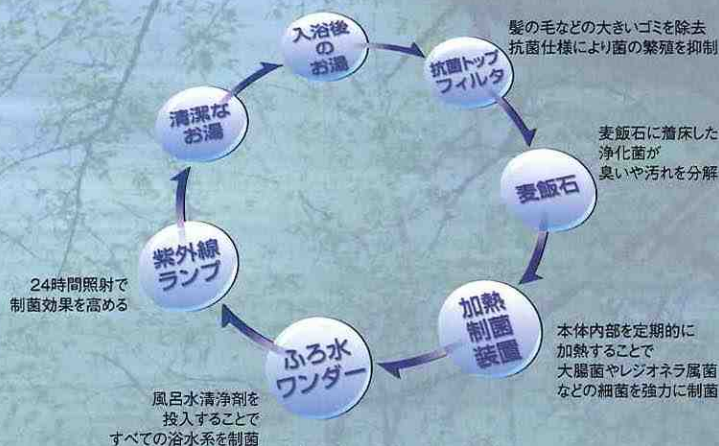 入浴後
の
お湯
抗菌トップ
フィルタ
髪の毛などの大きいゴミを除去
抗菌仕様により菌の繁殖を抑制
麦飯石
麦飯石に着床した
浄化菌が
臭いや汚れを分解
加熱
制菌
装置
本体内部を定期的に
加熱することで
大腸菌やレジオネラ属菌
などの細菌を強力に制菌
ふろ水
ワンダー
風呂水清浄剤を
投入することで
すべての浴水系を制菌
紫外線
ランプ
24時間照射で
制菌効果を高める
清潔な
お湯